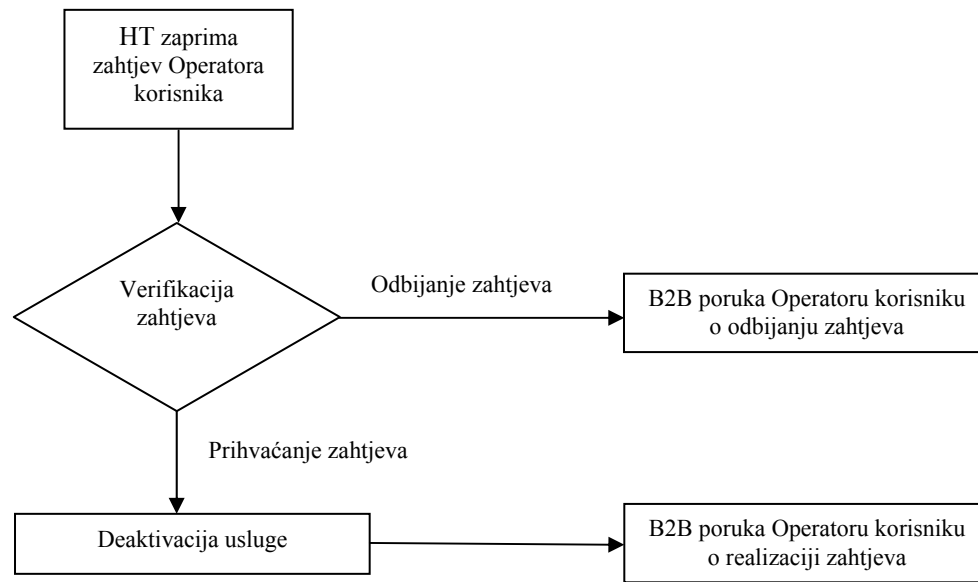 HT zaprima
zahtjev Operatora
korisnika
Verifikacija
zahtjeva
Odbijanje zahtjeva
B2B poruka Operatoru korisniku
o odbijanju zahtjeva
Prihvaćanje zahtjeva
Deaktivacija usluge
B2B poruka Operatoru korisniku
o realizaciji zahtjeva